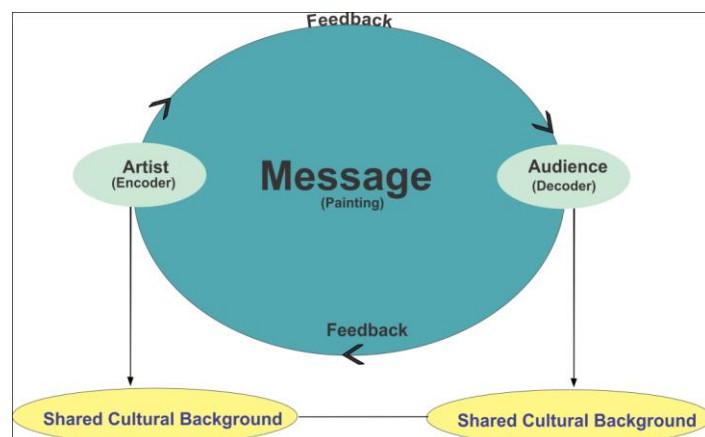 Feedback
Artist
(Encoder)
Message
(Painting)
Audience
(Decoder)
Feedback
Shared Cultural Background
Shared Cultural Background